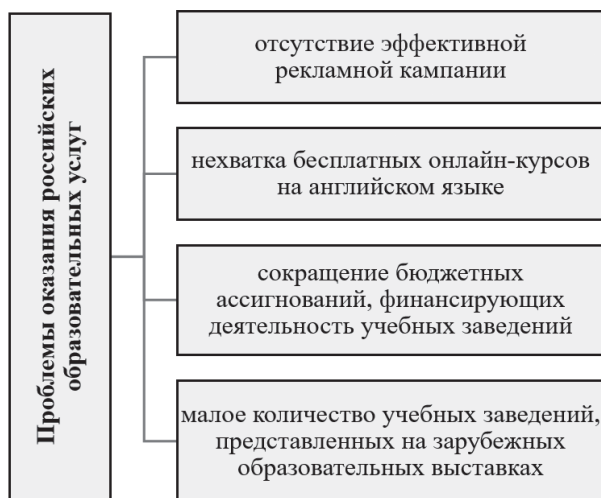 Проблемы оказания российских
образовательных услуг
отсутствие эффективной
рекламной кампании
нехватка бесплатных онлайн-курсов
на английском языке
сокращение бюджетных
ассигнований, финансирующих
деятельность учебных заведений
малое количество учебных заведений,
представленных на зарубежных
образовательных выставках